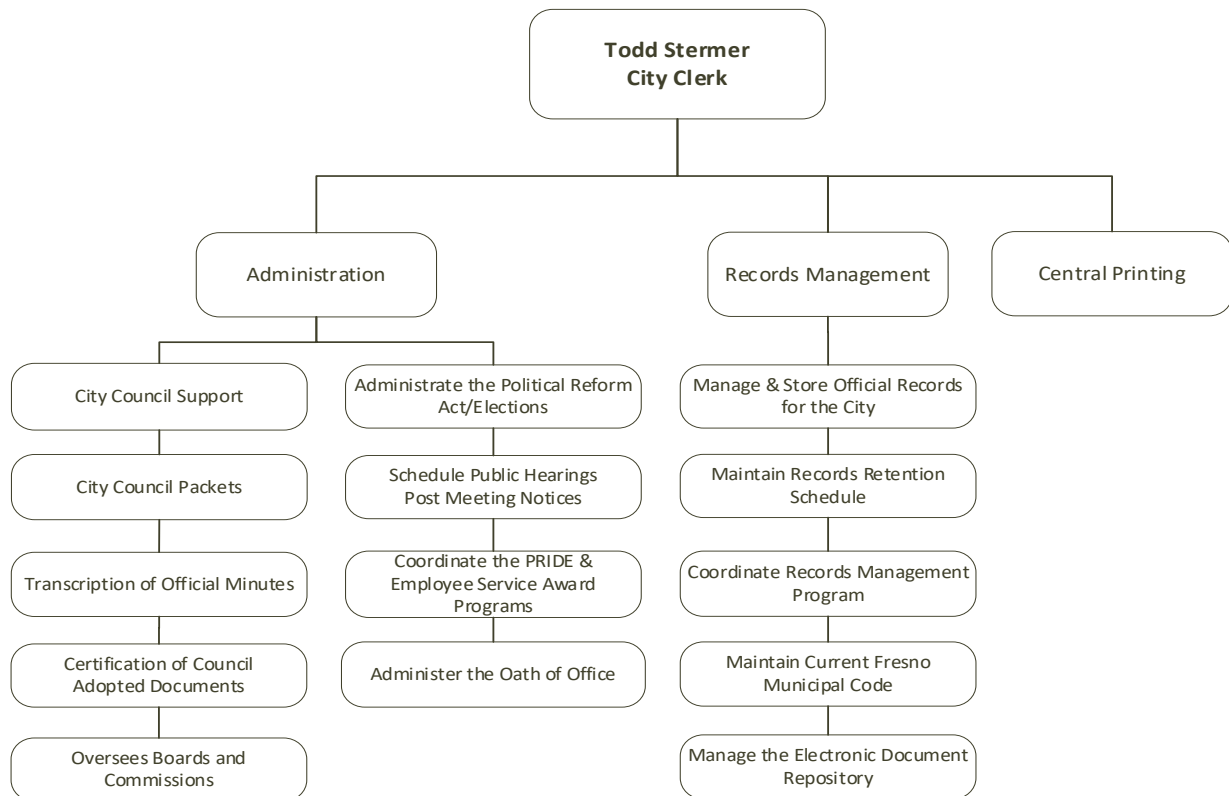 Todd Stermer
City Clerk
Administration
Records Management
Central Printing
City Council Support
City Council Packets
Transcription of Official Minutes
Certification of Council
Adopted Documents
Oversees Boards and
Commissions
Administrate the Political Reform
Act/Elections
Schedule Public Hearings
Post Meeting Notices
Coordinate the PRIDE &
Employee Service Award
Programs
Administer the Oath of Office
Manage & Store Official Records
for the City
Maintain Records Retention
Schedule
Coordinate Records Management
Program
Maintain Current Fresno
Municipal Code
Manage the Electronic Document
Repository